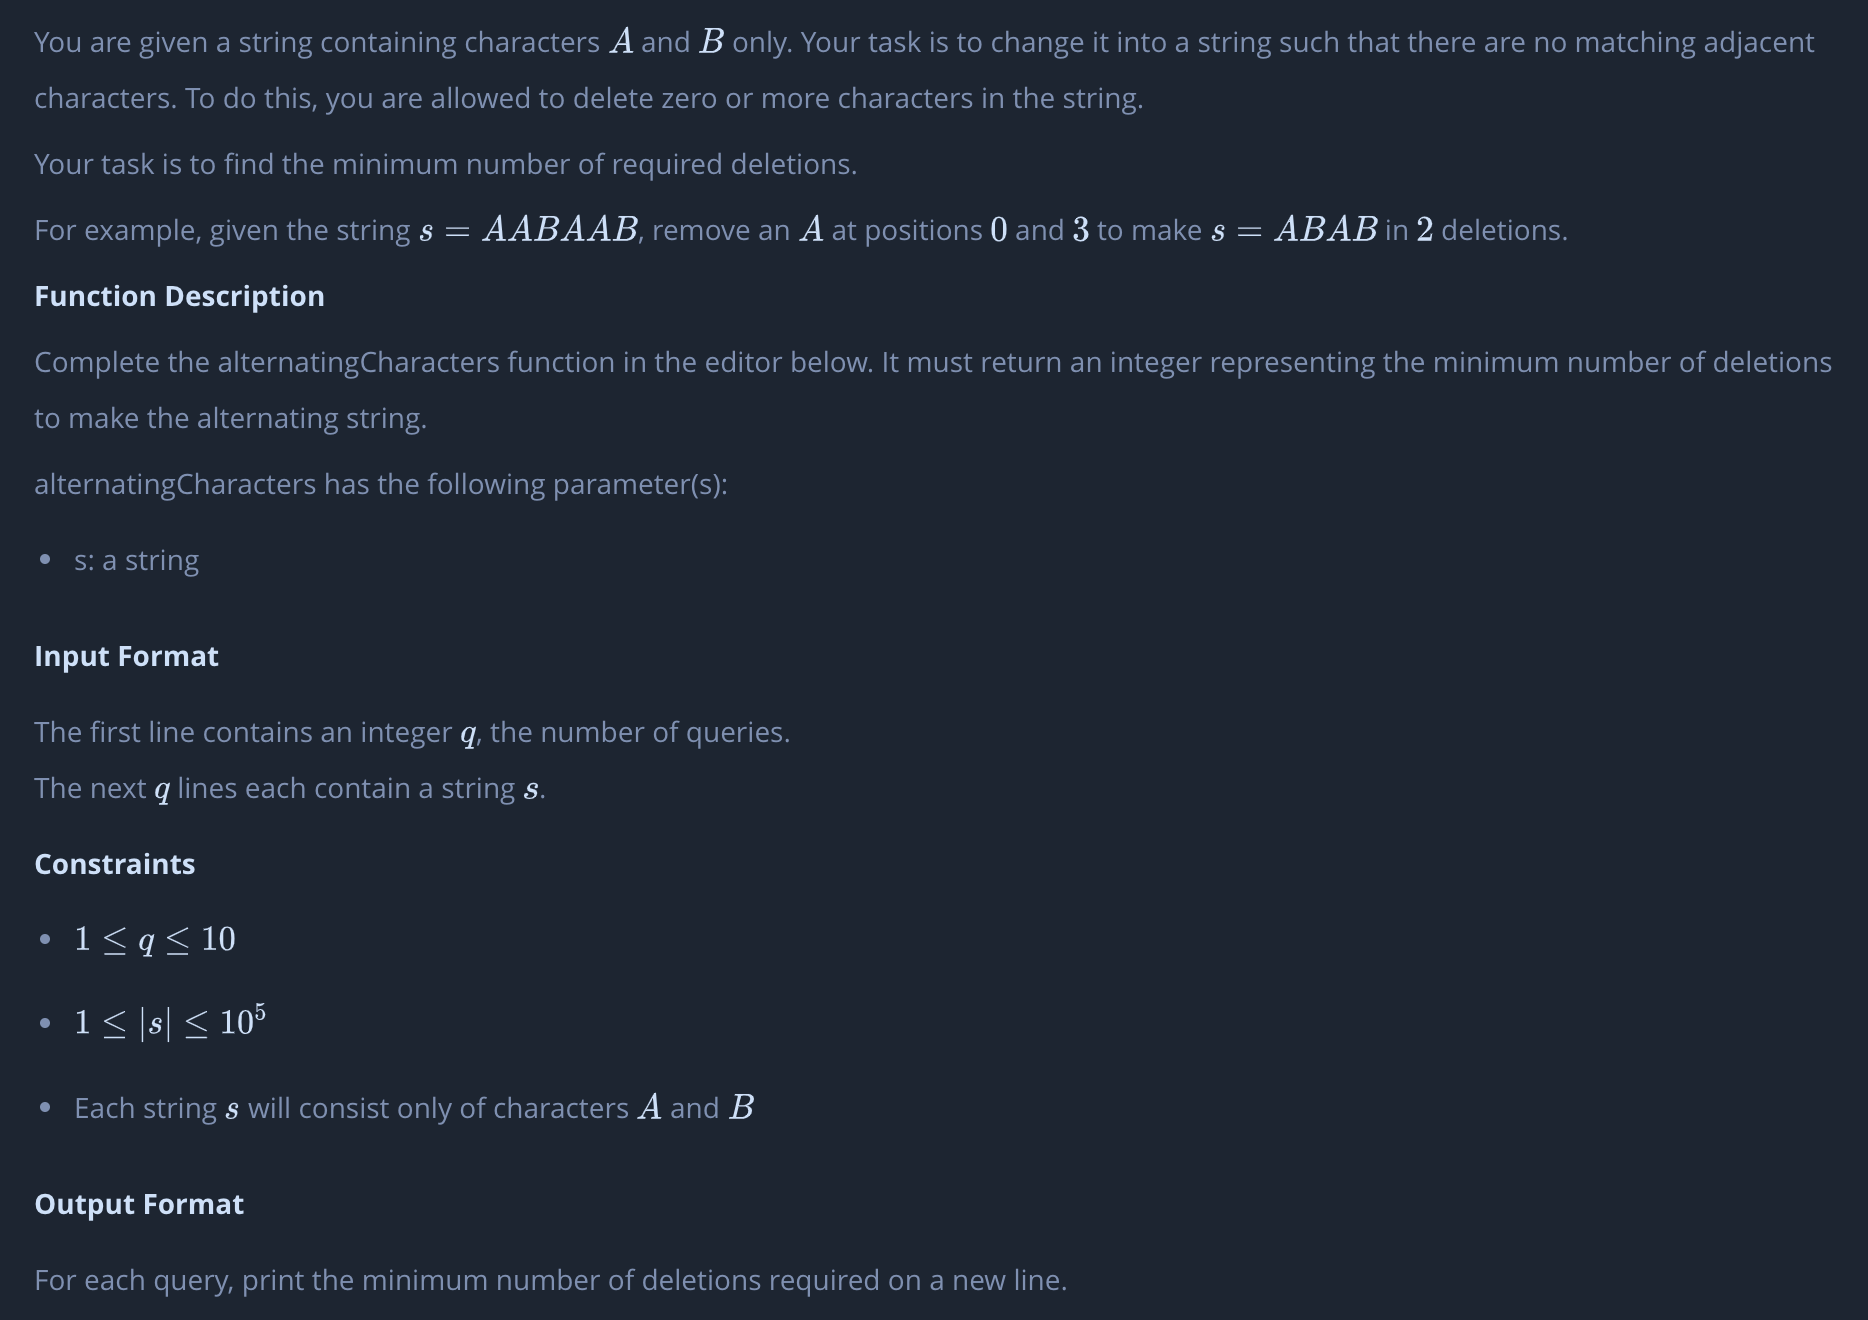 You are given a string containing characters A and B only. Your task is to change it into a string such that there are no matching adjacent
characters. To do this, you are allowed to delete zero or more characters in the string.
Your task is to find the minimum number of required deletions.
For example, given the string s = AABAAB, remove an A at positions 0 and 3 to make s = ABAB in 2 deletions.
Function Description
Complete the alternatingCharacters function in the editor below. It must return an integer representing the minimum number of deletions
to make the alternating string.
alternatingCharacters has the following parameter(s):
• s: a string
Input Format
The first line contains an integer q, the number of queries.
The next q lines each contain a string s.
Constraints
• 1 ≤ q ≤ 10
• 1 ≤ |s| ≤ 10⁵
• Each string s will consist only of characters A and B
Output Format
For each query, print the minimum number of deletions required on a new line.